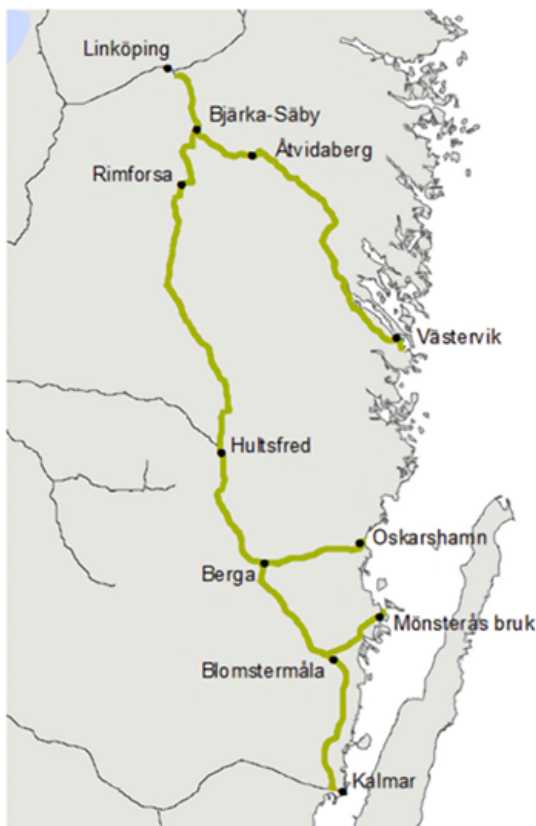 Linköping
Bjärka-Säby
Åtvidaberg
Rimforsa
Västervik
Hultsfred
Oskarshamn
Berga
Mönsterås bruk
Blomstermåla
Kalmar